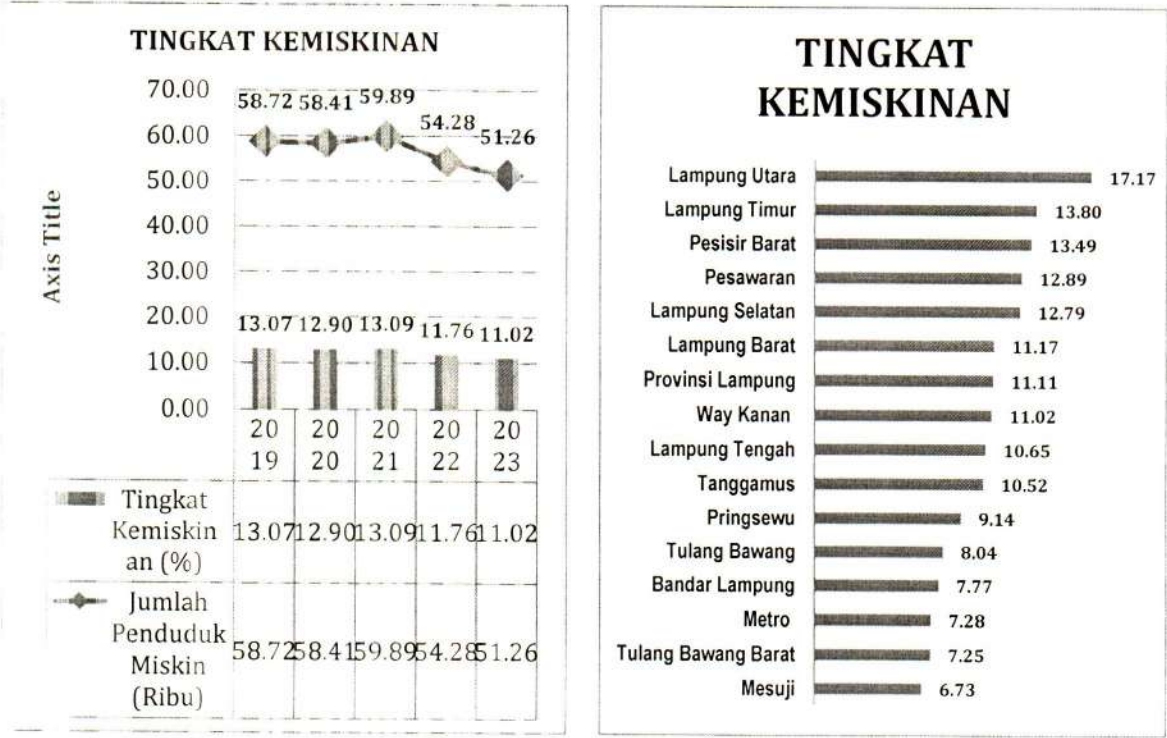 TINGKAT KEMISKINAN
Axis Title
70.00
60.00
50.00
40.00
30.00
20.00
10.00
0.00
58.72 58.41 59.89 54.28 51.26
13.07 12.90 13.09 11.76 11.02
20 20 20 20 20
19 20 21 22 23
Tingkat
Kemiskin
an (%)
13.07 12.90 13.09 11.76 11.02
Jumlah
Penduduk
Miskin
(Ribu)
58.72 58.41 59.89 54.28 51.26
TINGKAT
KEMISKINAN
Lampung Utara 17.17
Lampung Timur 13.80
Pesisir Barat 13.49
Pesawaran 12.89
Lampung Selatan 12.79
Lampung Barat 11.17
Provinsi Lampung 11.11
Way Kanan 11.02
Lampung Tengah 10.65
Tanggamus 10.52
Pringsewu 9.14
Tulang Bawang 8.04
Bandar Lampung 7.77
Metro 7.28
Tulang Bawang Barat 7.25
Mesuji 6.73